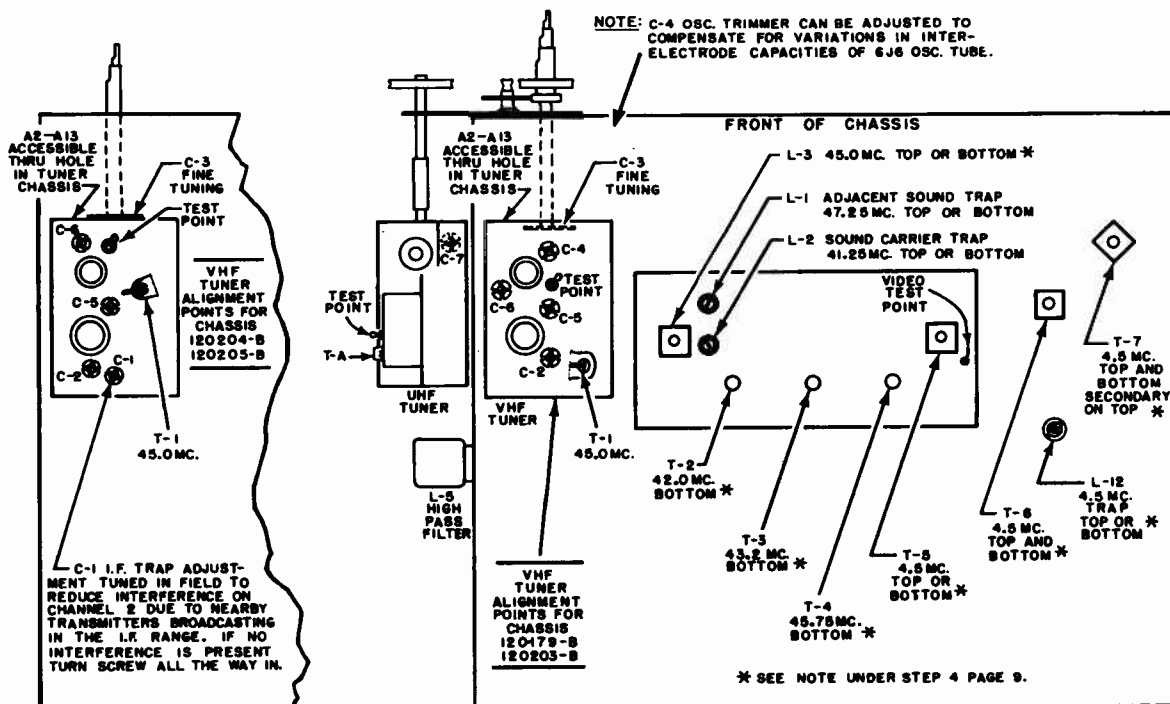 NOTE: C-4 OSC. TRIMMER CAN BE ADJUSTED TO
COMPENSATE FOR VARIATIONS IN INTER-
ELECTRODE CAPACITIES OF 6J6 OSC. TUBE.
A2-A13
ACCESSIBLE
THRU HOLE
IN TUNER
CHASSIS
C-3
FINE
TUNING
TEST
POINT
C-6
C-5
C-2
C-1
VHF
TUNER
ALIGNMENT
POINTS FOR
CHASSIS
120204-B
120205-B
T-1
45.0MC.
C-1 I.F. TRAP ADJUST-
MENT TUNED IN FIELD TO
REDUCE INTERFERENCE ON
CHANNEL 2 DUE TO NEARBY
TRANSMITTERS BROADCASTING
IN THE I.F. RANGE. IF NO
INTERFERENCE IS PRESENT
TURN SCREW ALL THE WAY IN.
C-7
TEST
POINT
T-A
UHF
TUNER
L-5
HIGH
PASS
FILTER
A2-A13
ACCESSIBLE
THRU HOLE
IN TUNER
CHASSIS
C-3
FINE
TUNING
C-4
TEST
POINT
C-6
C-5
C-2
VHF
TUNER
T-1
45.0MC.
VHF
TUNER
ALIGNMENT
POINTS FOR
CHASSIS
120179-B
120203-B
FRONT OF CHASSIS
L-3 45.0MC. TOP OR BOTTOM *
L-1 ADJACENT SOUND TRAP
47.25MC. TOP OR BOTTOM
L-2 SOUND CARRIER TRAP
41.25MC. TOP OR BOTTOM
VIDEO
TEST
POINT
T-2
42.0MC.
BOTTOM *
T-3
43.2MC.
BOTTOM *
T-4
45.75MC.
BOTTOM *
T-5
4.5MC.
TOP OR
BOTTOM *
T-6
4.5MC.
TOP AND
BOTTOM *
T-7
4.5MC.
TOP AND
BOTTOM
SECONDARY
ON TOP *
L-12
4.5MC.
TRAP
TOP OR
BOTTOM *
* SEE NOTE UNDER STEP 4 PAGE 9.